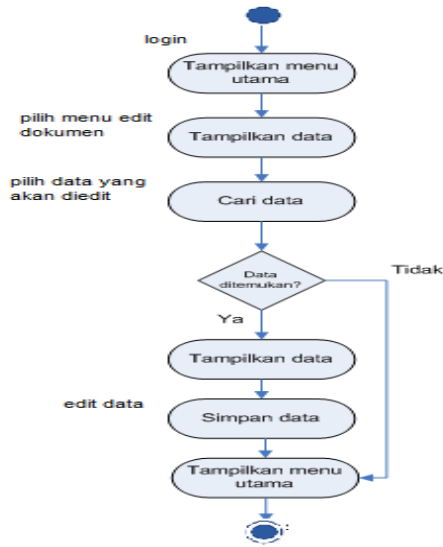 login
Tampilkan menu
utama
pilih menu edit
dokumen
Tampilkan data
pilih data yang
akan diedit
Cari data
Data
ditemukan?
Tidak
Ya
Tampilkan data
edit data
Simpan data
Tampilkan menu
utama